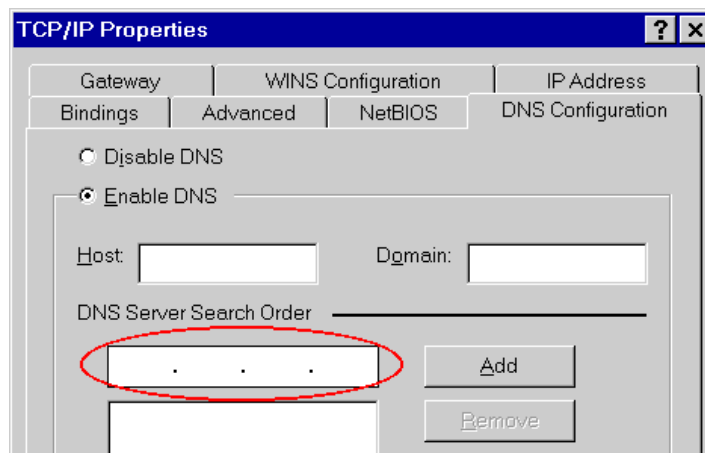 TCP/IP Properties
Gateway WINS Configuration IP Address
Bindings Advanced NetBIOS DNS Configuration
Disable DNS
Enable DNS
Host: Domain:
DNS Server Search Order
. . . Add
Remove